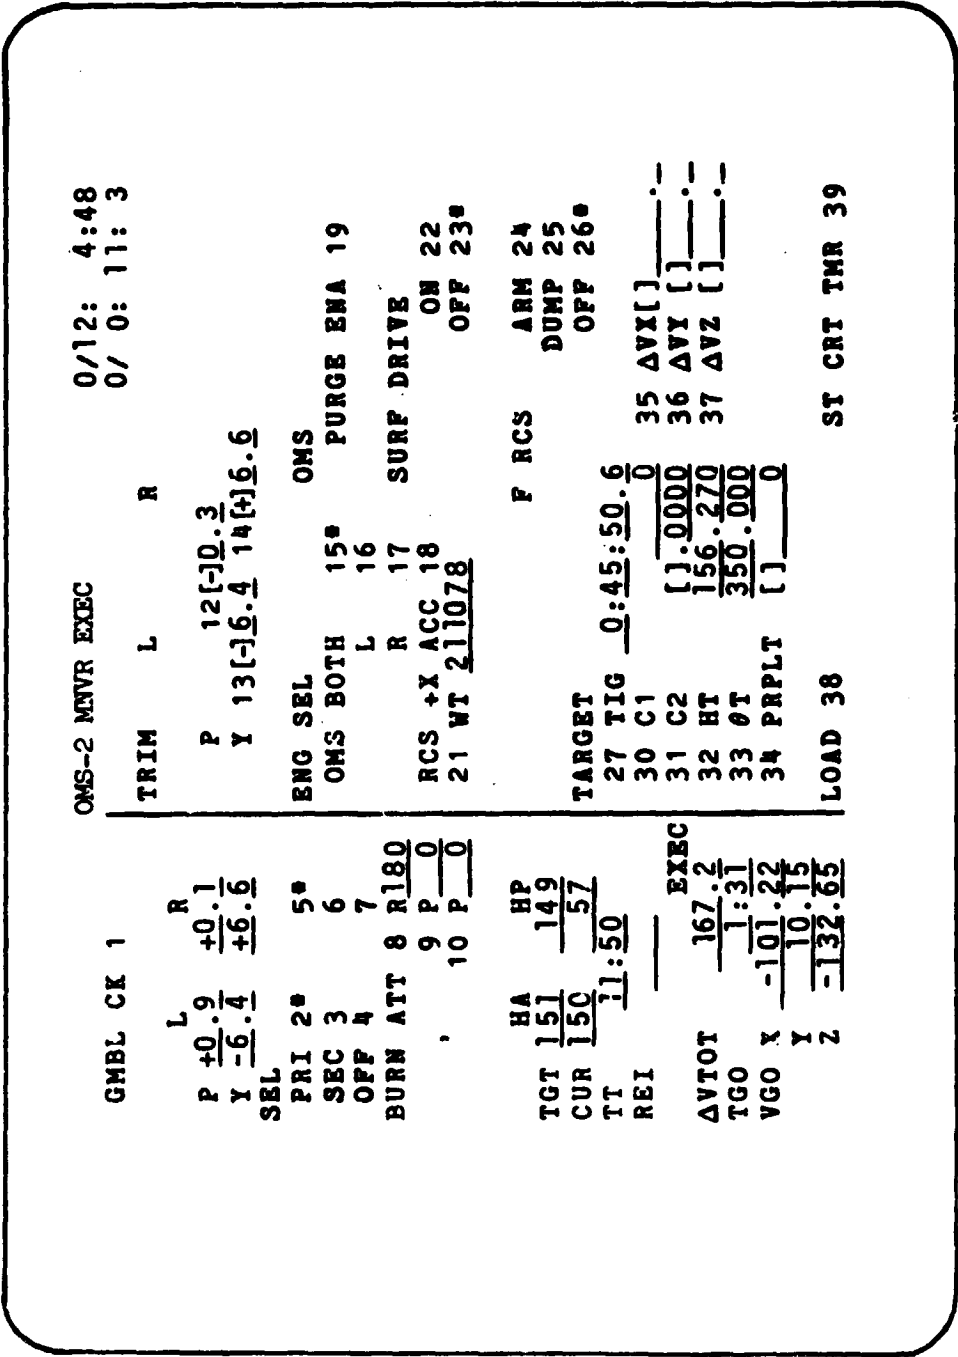 OMS-2 MNVR EXEC 0/12: 4:48
0/ 0: 11: 3
GMBL CK 1
L R
P +0.9 +0.1
Y -6.4 +6.6
SEL
PRI 2* 5*
SEC 3 6
OFF 4 7
BURN ATT 8 R180
9 P 0
10 P 0
HA HP
TGT 151 149
CUR 150 57
TT 11:50
REI ___
EXEC
ΔVTOT 167.2
TGO 1:31
VGO X -101.22
Y 10.15
Z -132.65
TRIM L R
P 12[-]0.3
Y 13[-]6.4 14[+]6.6
ENG SEL OMS
OMS BOTH 15* PURGE ENA 19
L 16
R 17 SURF DRIVE
RCS +X ACC 18 ON 22
21 WT 211078 OFF 23*
F RCS ARM 24
DUMP 25
OFF 26*
TARGET
27 TIG 0:45:50.6
30 C1 0 35 ΔVX[]___._
31 C2 [].0000 36 ΔVY []___._
32 HT 156.270 37 ΔVZ []___._
33 θT 350.000
34 PRPLT [] 0
LOAD 38 ST CRT TMR 39